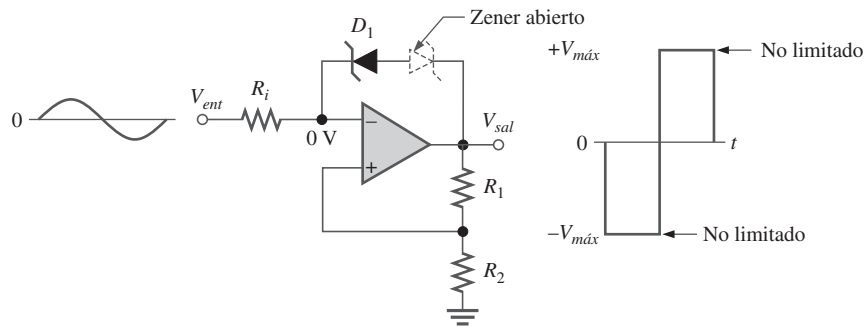 Zener abierto
D1
+Vmáx
No limitado
Vent
Ri
0
0 V
−
+
Vsal
0
t
R1
−Vmáx
No limitado
R2